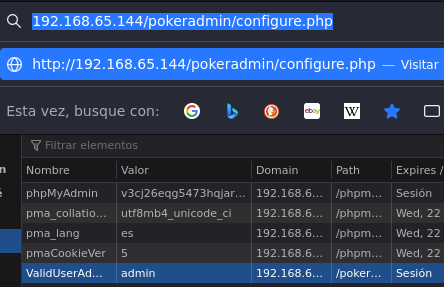 192.168.65.144/pokeradmin/configure.php
http://192.168.65.144/pokeradmin/configure.php — Visitar
Esta vez, busque con: G b ebay W
Filtrar elementos
Nombre Valor Domain Path Expires /
phpMyAdmin v3cj26eqg5473hqjar... 192.168.6... /phpm... Sesión
pma_collatio... utf8mb4_unicode_ci 192.168.6... /phpm... Wed, 22
pma_lang es 192.168.6... /phpm... Wed, 22
pmaCookieVer 5 192.168.6... /phpm... Wed, 22
ValidUserAd... admin 192.168.6... /poker... Sesión